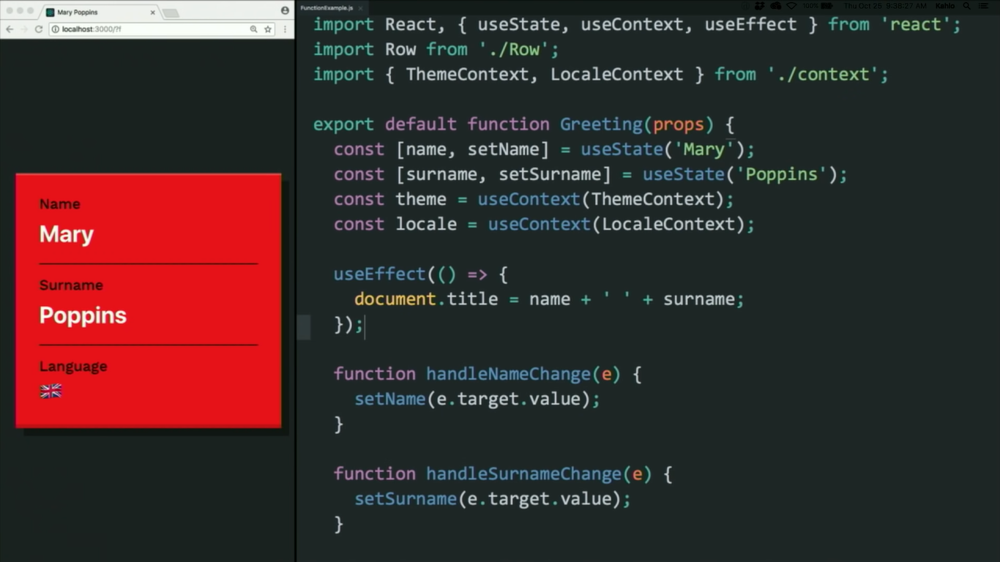 Mary Poppins
localhost:3000/?f
Name
Mary
Surname
Poppins
Language
FunctionExample.js
100% Thu Oct 25 9:38:27 AM Kahlo
import React, { useState, useContext, useEffect } from 'react';
import Row from './Row';
import { ThemeContext, LocaleContext } from './context';
export default function Greeting(props) {
const [name, setName] = useState('Mary');
const [surname, setSurname] = useState('Poppins');
const theme = useContext(ThemeContext);
const locale = useContext(LocaleContext);
useEffect(() => {
document.title = name + ' ' + surname;
});
function handleNameChange(e) {
setName(e.target.value);
}
function handleSurnameChange(e) {
setSurname(e.target.value);
}